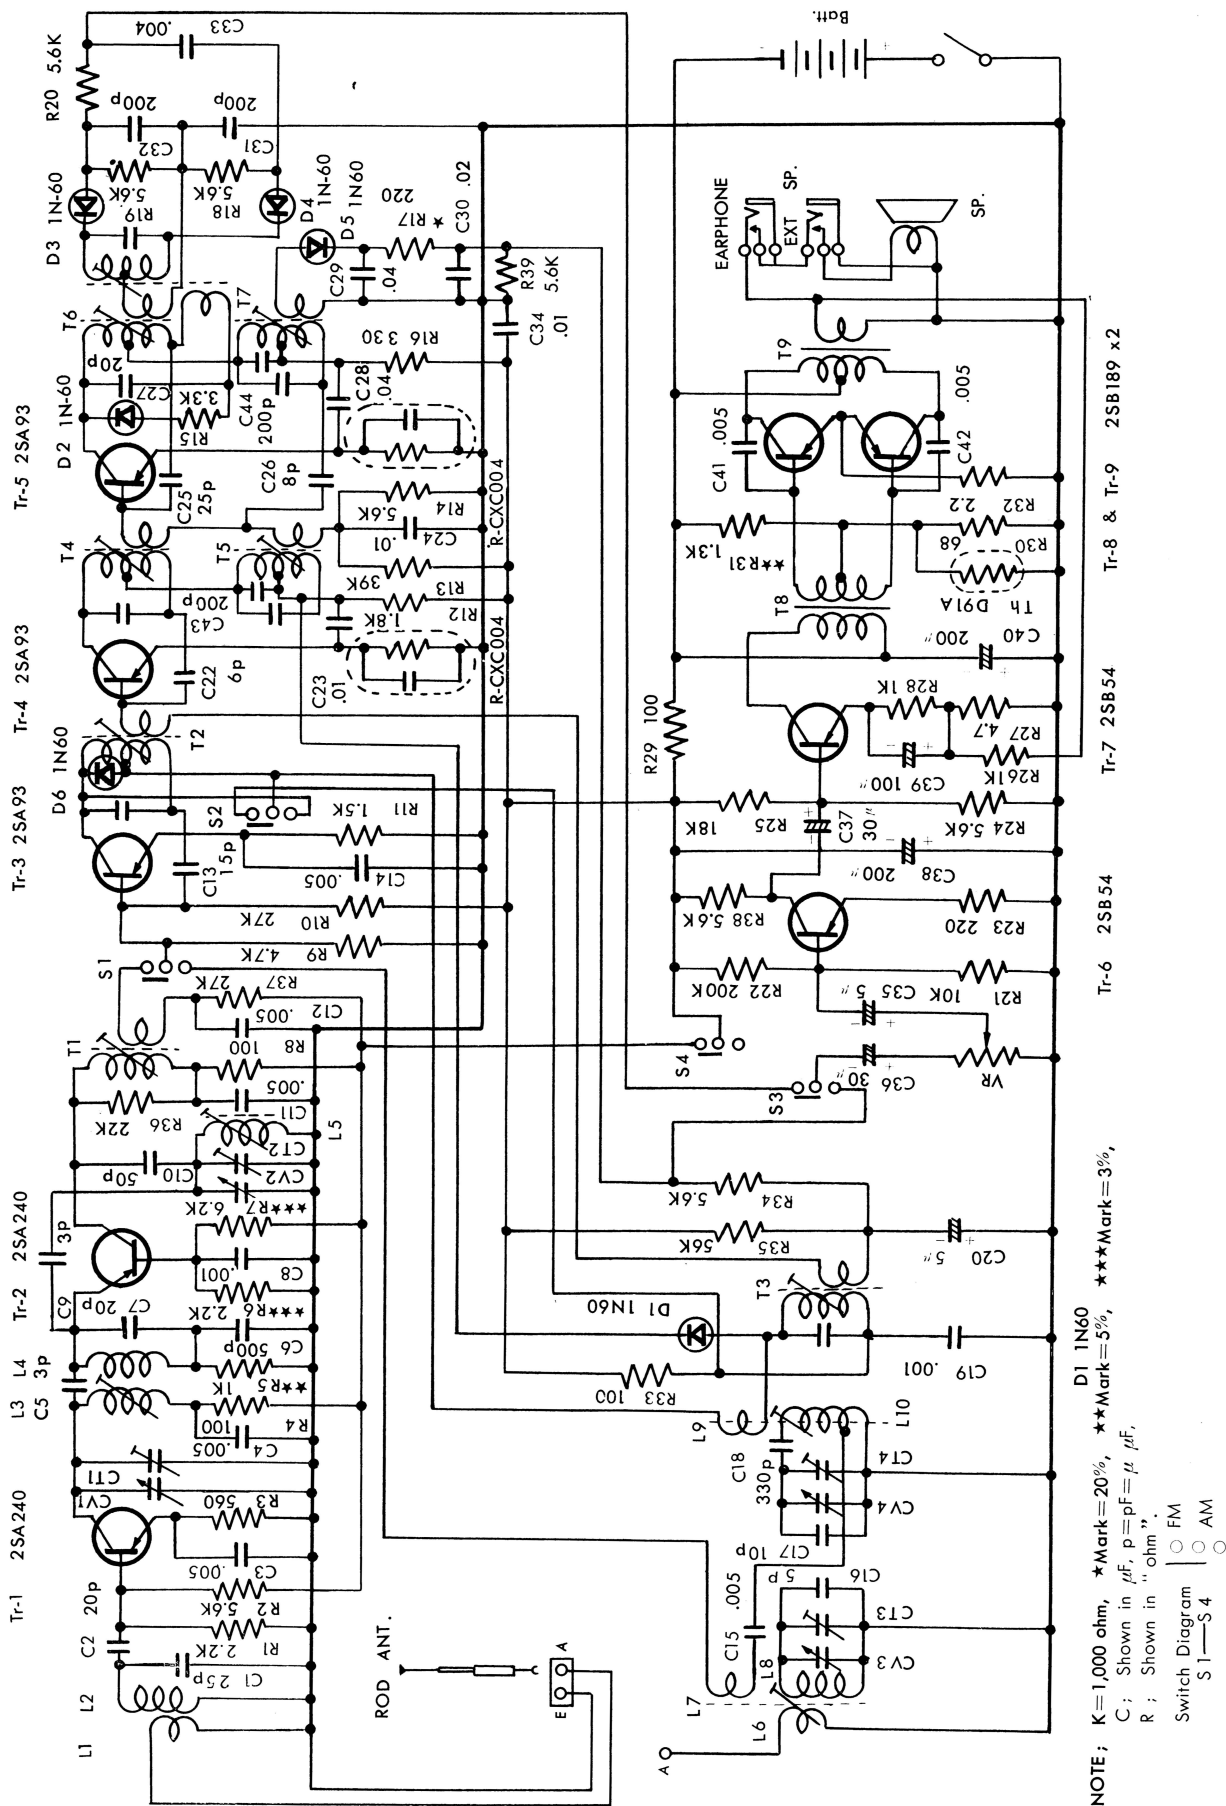 Tr-1 2SA240
Tr-2 2SA240
Tr-3 2SA93
Tr-4 2SA93
Tr-5 2SA93
L1
L2
C1 25p
C2 20p
R1 2.2K
R2 5.6K
C3 .005
R3 560
CV1
CT1
C4 .005
R4 100
L3
C5 3p
L4
★★R5 1K
C6 500p
C7 20p
C9 3p
★★★R6 2.2K
C8 .001
★★★R7 6.2K
CV2
CT2
C10 50p
L5
R36 22K
C11 .005
R8 100
T1
C12 .005
R37 27K
S1
R9 4.7K
R10 27K
C13 15p
C14 .005
R11 1.5K
S2
D6 1N60
T2
C22 6p
C23 .01
R-CXC004
C43 200p
T4
T5
R12 1.8K
R13 39K
C24 .01
R14 5.6K
R-CXC004
C25 25p
C26 8p
D2 1N-60
R15 3.3K
C27 20p
C44 200p
C28 .04
R16 330
T6
T7
D3 1N-60
R19 5.6K
R18 5.6K
C32 200p
C31 200p
R20 5.6K
C33 .004
D4 1N-60
D5 1N60
C29 .04
★R17 220
C30 .02
R39 5.6K
C34 .01
ROD ANT.
E
A
A
L6
L7
L8
CV3
CT3
C16 5p
C15 .005
C17 10p
CV4
CT4
C18 330p
L9
L10
R33 100
D1 1N60
T3
C19 .001
C20 5μ
R35 56K
R34 5.6K
S3
S4
C36 30μ
VR
C35 5μ
R21 10K
R22 200K
R23 220
R38 5.6K
C38 200μ
C37 30μ
R24 5.6K
R25 18K
R29 100
C39 100μ
R26 1K
R27 4.7
R28 1K
C40 200μ
T8
Th D91A
R30 68
★★R31 1.3K
R32 2.2
C41 .005
C42 .005
T9
EARPHONE
EXT SP.
SP.
Batt.
Tr-6 2SB54
Tr-7 2SB54
Tr-8 & Tr-9 2SB189 x2
D1 1N60
NOTE; K=1,000 ohm, ★Mark=20%, ★★Mark=5%, ★★★Mark=3%,
C ; Shown in μF, p=pF=μ μF,
R ; Shown in "ohm".
Switch Diagram
S1—S4
FM
AM